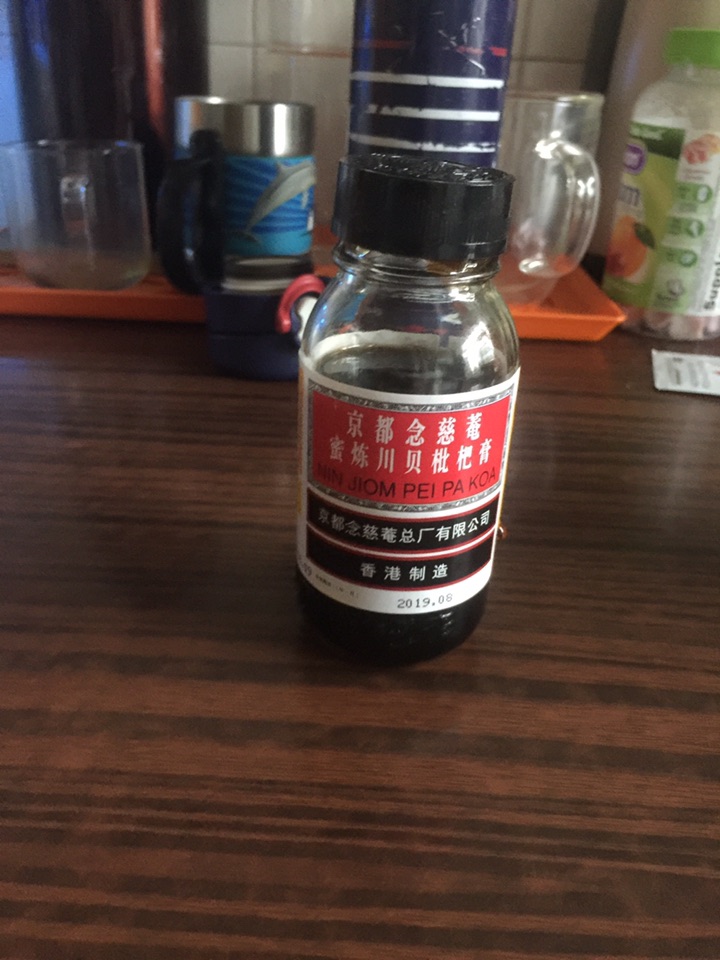 京都念慈菴
蜜炼川贝枇杷膏
NIN JIOM PEI PA KOA
京都念慈菴总厂有限公司
香港制造
2019.08